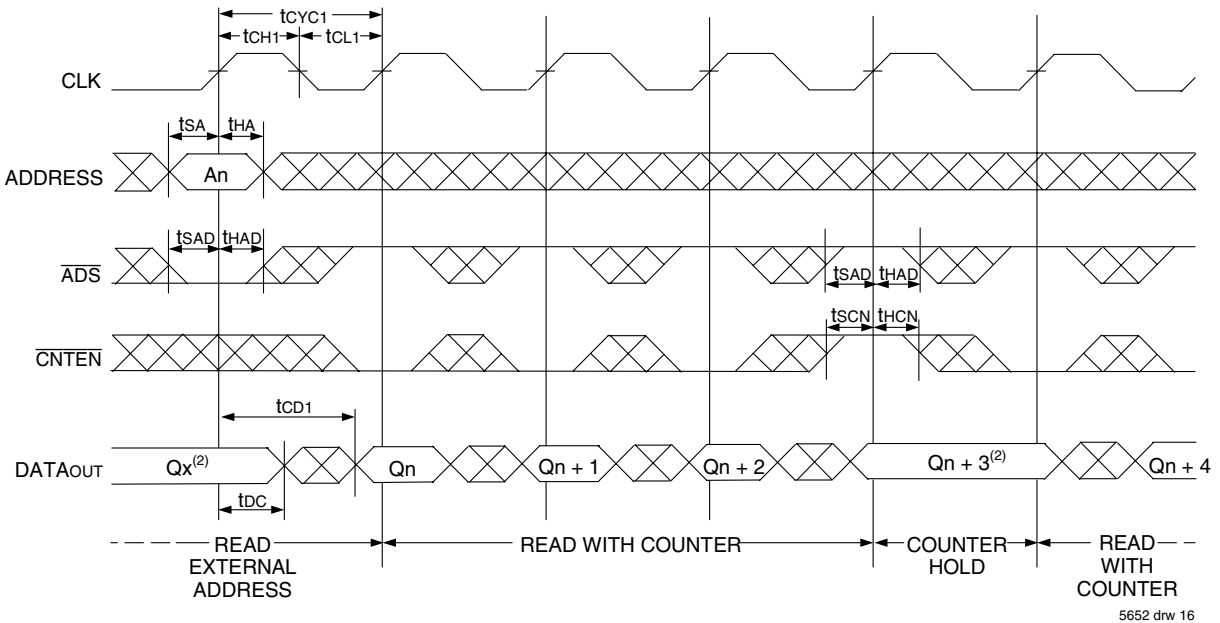 tCYC1
tCH1 tCL1
CLK
tSA tHA
ADDRESS An
tSAD tHAD
ADS
tSAD tHAD
tSCN tHCN
CNTEN
tCD1
DATAOUT Qx(2) Qn Qn + 1 Qn + 2 Qn + 3(2) Qn + 4
tDC
READ EXTERNAL ADDRESS
READ WITH COUNTER
COUNTER HOLD
READ WITH COUNTER
5652 drw 16